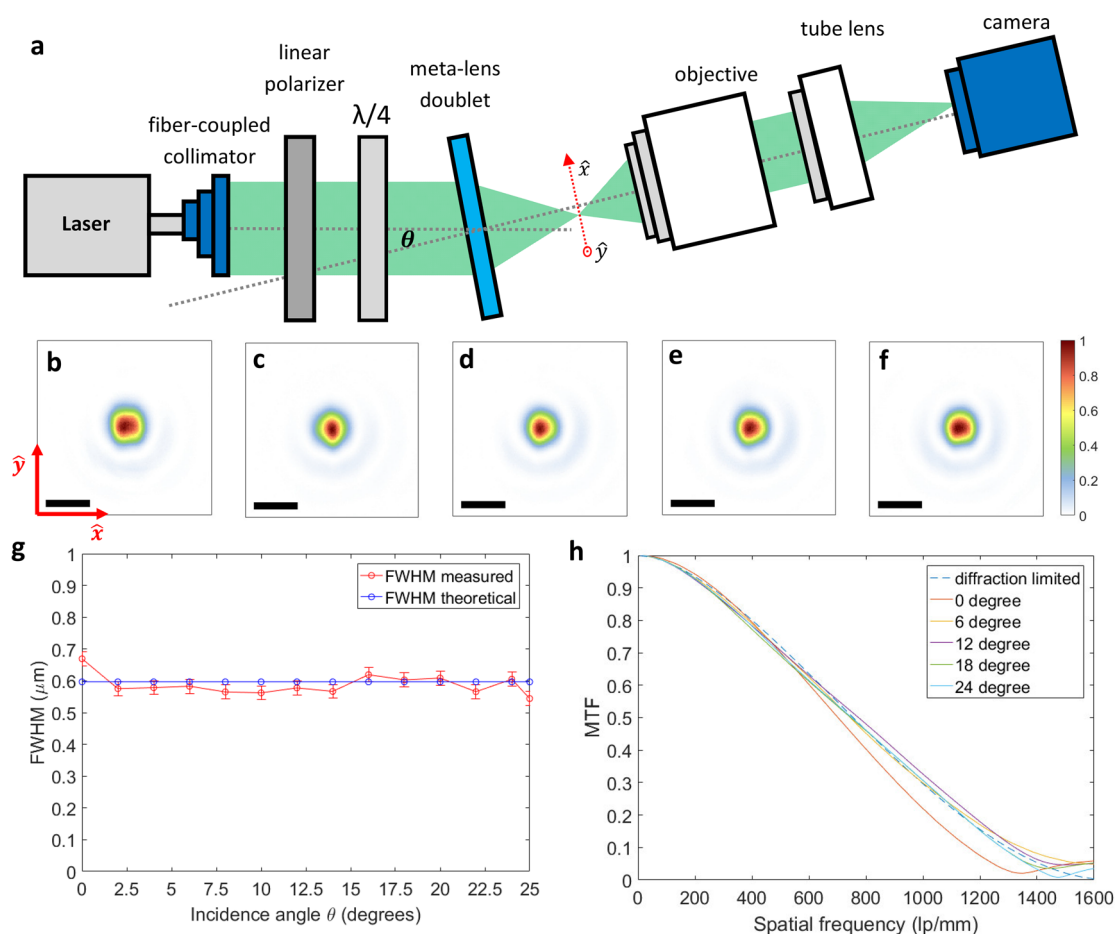 a
linear
polarizer
λ/4
meta-lens
doublet
fiber-coupled
collimator
Laser
θ
x̂
ŷ
objective
tube lens
camera
b
c
d
e
f
ŷ
x̂
1
0.8
0.6
0.4
0.2
0
g
FWHM (μm)
1
0.9
0.8
0.7
0.6
0.5
0.4
0.3
0.2
0.1
0
FWHM measured
FWHM theoretical
0 2.5 5 7.5 10 12.5 15 17.5 20 22.5 25
Incidence angle θ (degrees)
h
MTF
1
0.9
0.8
0.7
0.6
0.5
0.4
0.3
0.2
0.1
0
diffraction limited
0 degree
6 degree
12 degree
18 degree
24 degree
0 200 400 600 800 1000 1200 1400 1600
Spatial frequency (lp/mm)